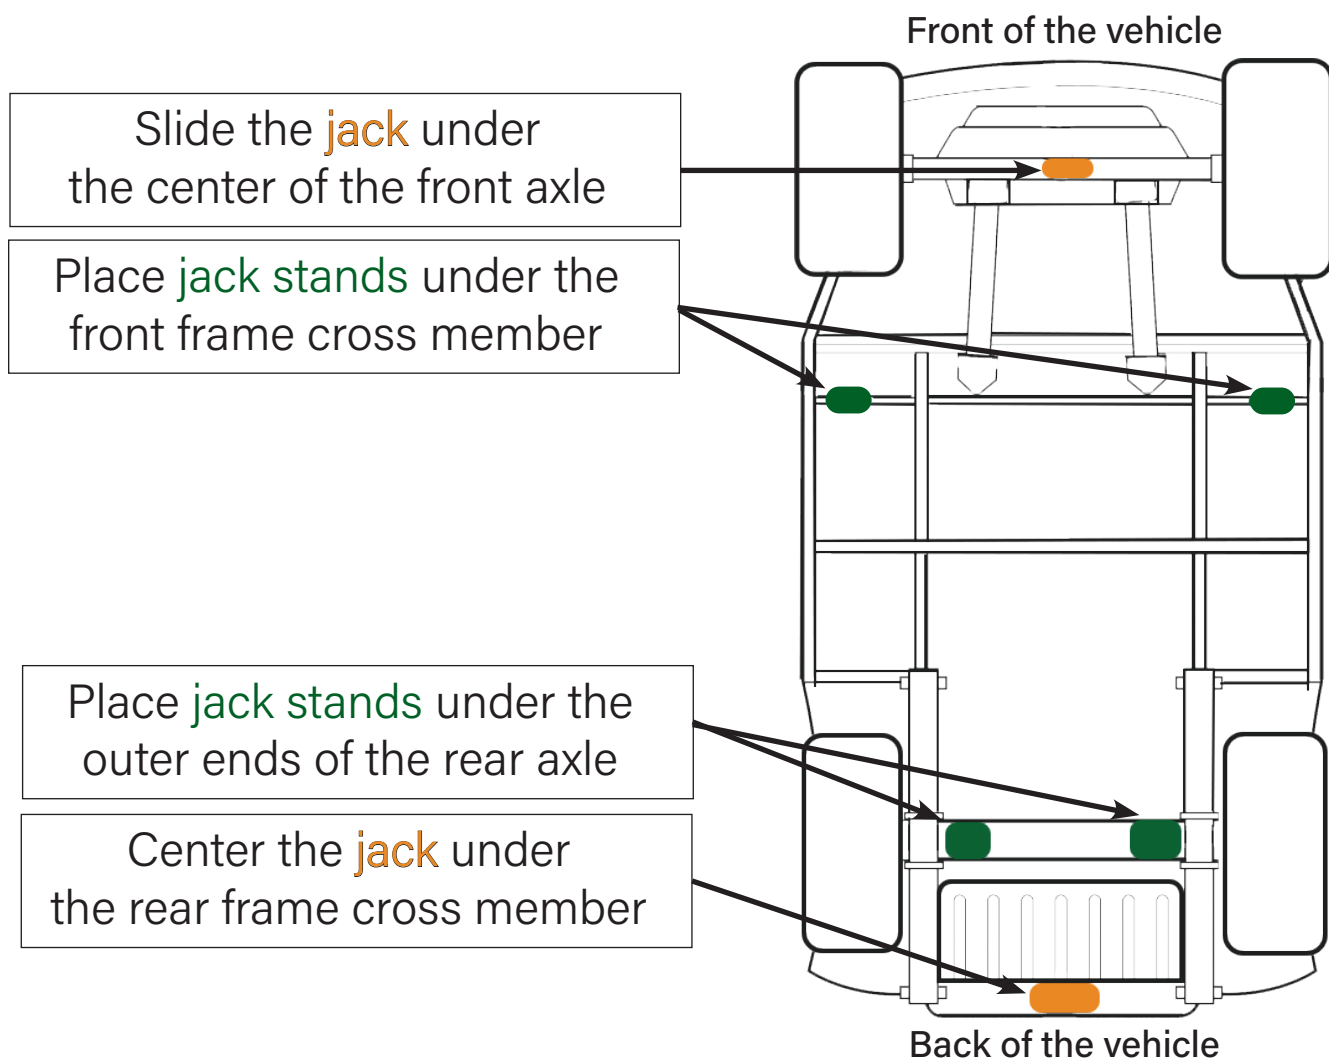 Front of the vehicle
Slide the jack under
the center of the front axle
Place jack stands under the
front frame cross member
Place jack stands under the
outer ends of the rear axle
Center the jack under
the rear frame cross member
Back of the vehicle